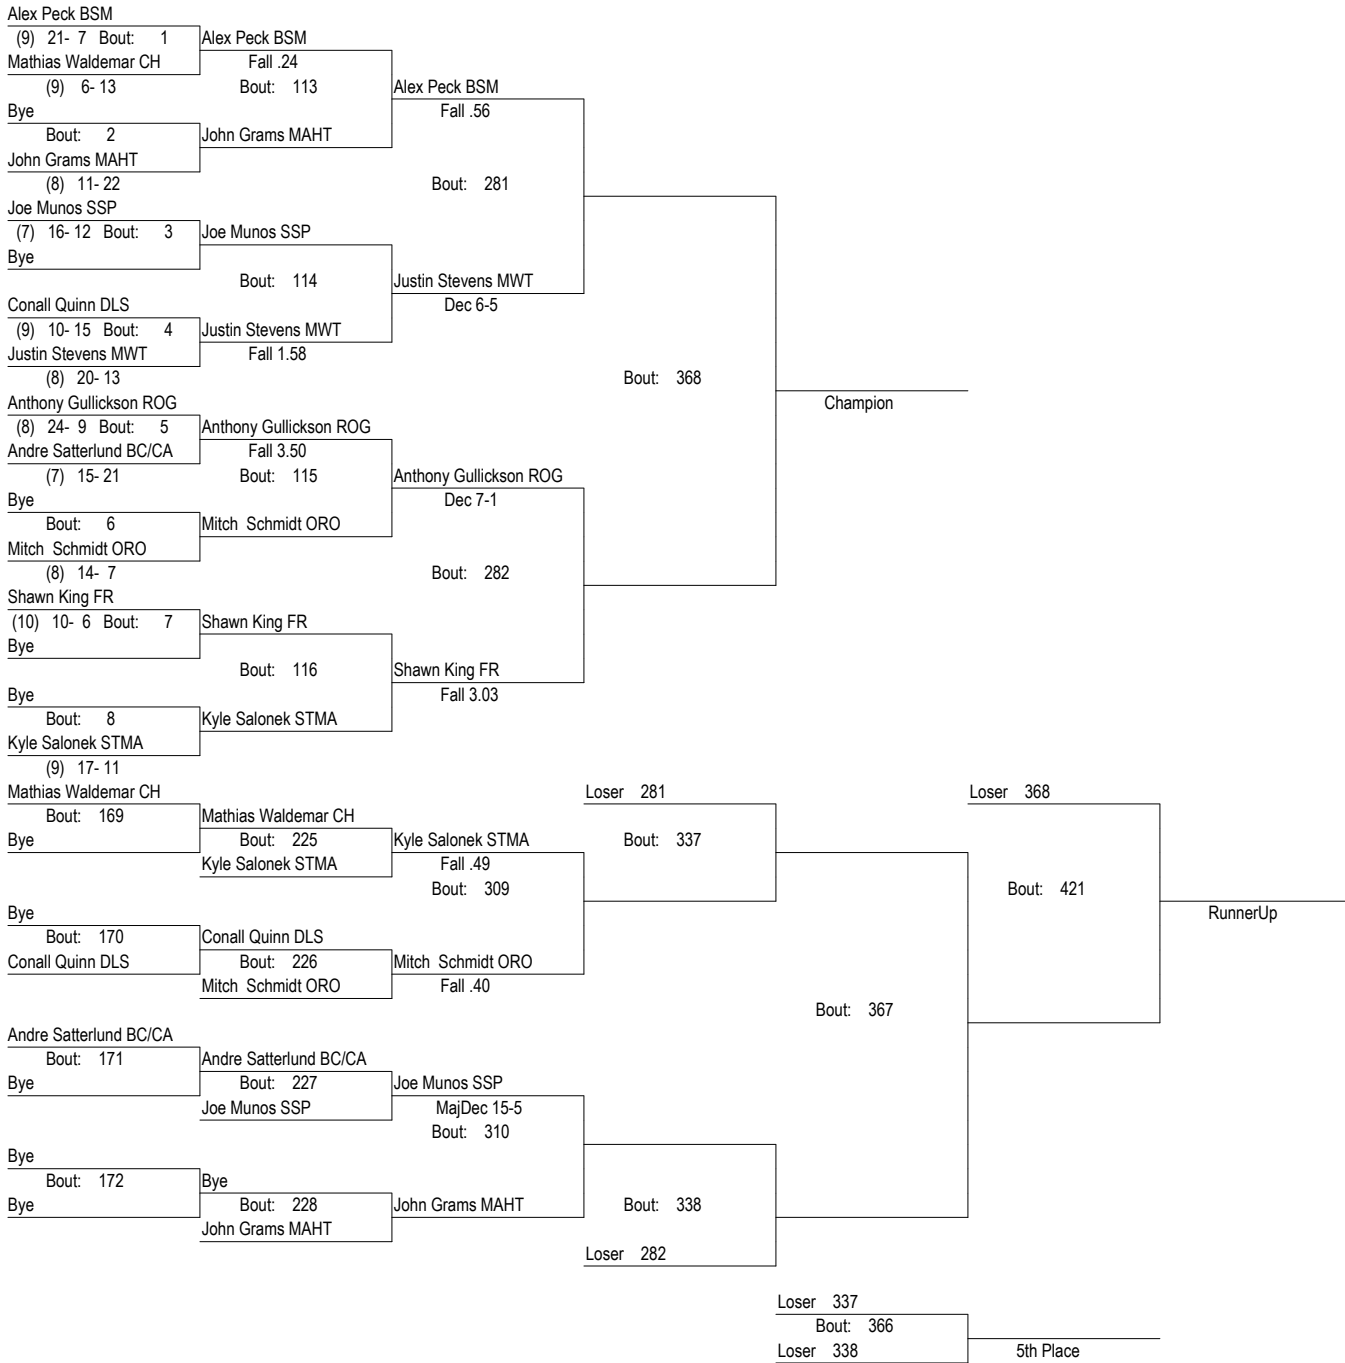 Alex Peck BSM
(9) 21- 7 Bout: 1 Alex Peck BSM
Mathias Waldemar CH Fall .24
(9) 6- 13 Bout: 113 Alex Peck BSM
Bye Fall .56
Bout: 2 John Grams MAHT
John Grams MAHT
(8) 11- 22 Bout: 281
Joe Munos SSP
(7) 16- 12 Bout: 3 Joe Munos SSP
Bye
Bout: 114 Justin Stevens MWT
Conall Quinn DLS Dec 6-5
(9) 10- 15 Bout: 4 Justin Stevens MWT
Justin Stevens MWT Fall 1.58
(8) 20- 13 Bout: 368
Anthony Gullickson ROG Champion
(8) 24- 9 Bout: 5 Anthony Gullickson ROG
Andre Satterlund BC/CA Fall 3.50
(7) 15- 21 Bout: 115 Anthony Gullickson ROG
Bye Dec 7-1
Bout: 6 Mitch Schmidt ORO
Mitch Schmidt ORO
(8) 14- 7 Bout: 282
Shawn King FR
(10) 10- 6 Bout: 7 Shawn King FR
Bye
Bout: 116 Shawn King FR
Bye Fall 3.03
Bout: 8 Kyle Salonek STMA
Kyle Salonek STMA
(9) 17- 11
Mathias Waldemar CH Loser 281 Loser 368
Bout: 169 Mathias Waldemar CH
Bye Bout: 225 Kyle Salonek STMA Bout: 337
Kyle Salonek STMA Fall .49
Bout: 309 Bout: 421
Bye RunnerUp
Bout: 170 Conall Quinn DLS
Conall Quinn DLS Bout: 226 Mitch Schmidt ORO
Mitch Schmidt ORO Fall .40
Bout: 367
Andre Satterlund BC/CA
Bout: 171 Andre Satterlund BC/CA
Bye Bout: 227 Joe Munos SSP
Joe Munos SSP MajDec 15-5
Bout: 310
Bye
Bout: 172 Bye
Bye Bout: 228 John Grams MAHT Bout: 338
John Grams MAHT
Loser 282
Loser 337
Bout: 366
Loser 338 5th Place